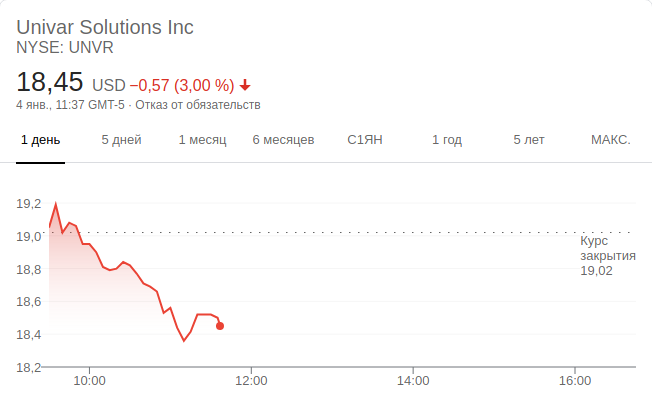 Univar Solutions Inc
NYSE: UNVR
18,45 USD −0,57 (3,00 %)
4 янв., 11:37 GMT-5 · Отказ от обязательств
1 день 5 дней 1 месяц 6 месяцев С1ЯН 1 год 5 лет МАКС.
19,2
19,0
Курс
закрытия
19,02
18,8
18,6
18,4
18,2
10:00 12:00 14:00 16:00